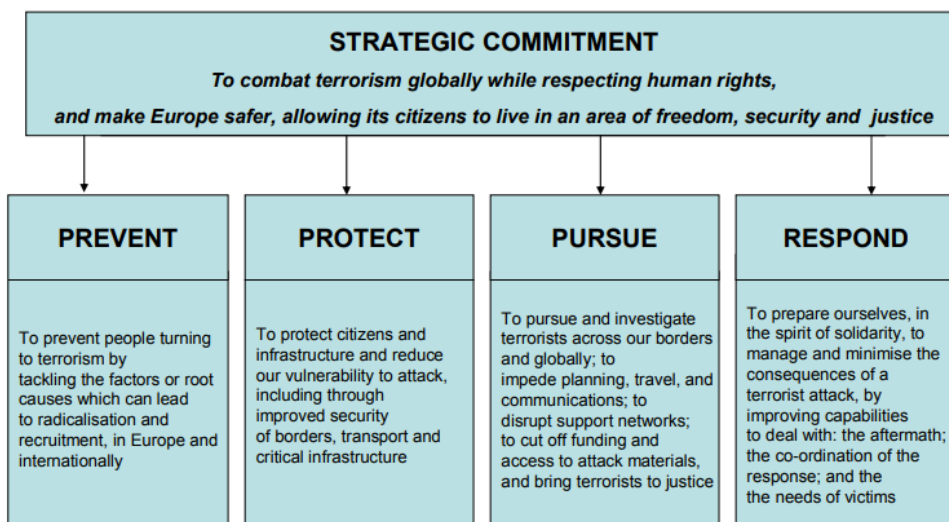 STRATEGIC COMMITMENT
To combat terrorism globally while respecting human rights,
and make Europe safer, allowing its citizens to live in an area of freedom, security and justice
PREVENT
To prevent people turning
to terrorism by
tackling the factors or root
causes which can lead
to radicalisation and
recruitment, in Europe and
internationally
PROTECT
To protect citizens and
infrastructure and reduce
our vulnerability to attack,
including through
improved security
of borders, transport and
critical infrastructure
PURSUE
To pursue and investigate
terrorists across our borders
and globally; to
impede planning, travel, and
communications; to
disrupt support networks;
to cut off funding and
access to attack materials,
and bring terrorists to justice
RESPOND
To prepare ourselves, in
the spirit of solidarity, to
manage and minimise the
consequences of a
terrorist attack, by
improving capabilities
to deal with: the aftermath;
the co-ordination of the
response; and the
the needs of victims